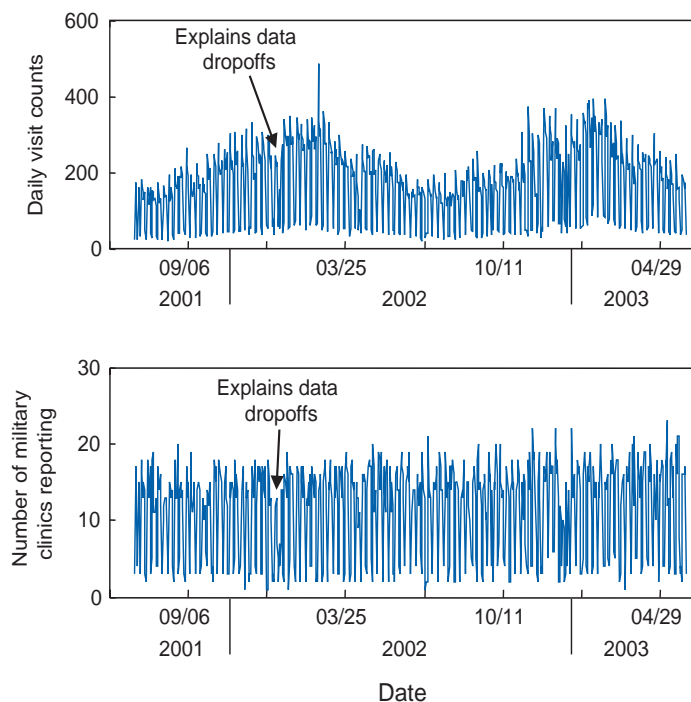 600
400
200
0
Daily visit counts
Explains data
dropoffs
09/06
03/25
10/11
04/29
2001
2002
2003
30
20
10
0
Number of military
clinics reporting
Explains data
dropoffs
09/06
03/25
10/11
04/29
2001
2002
2003
Date